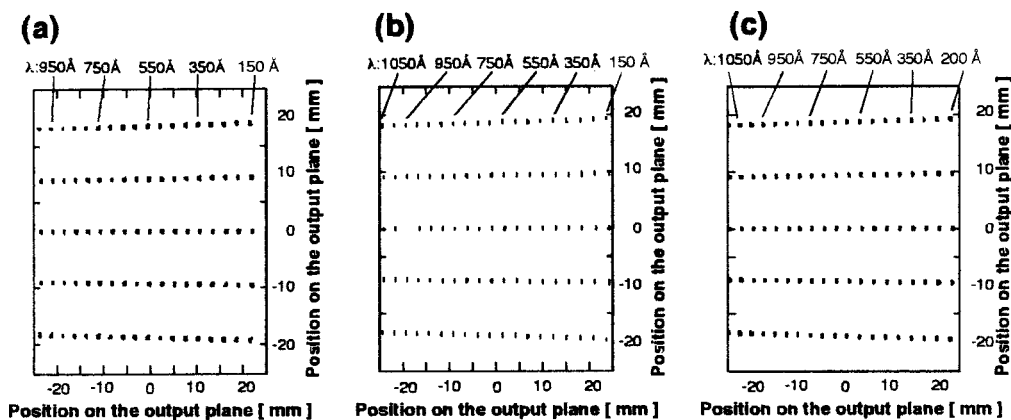 (a)
λ:950Å 750Å 550Å 350Å 150 Å
20
10
0
-10
-20
Position on the output plane [ mm ]
-20 -10 0 10 20
Position on the output plane [ mm ]
(b)
λ:1050Å 950Å 750Å 550Å 350Å 150 Å
20
10
0
-10
-20
Position on the output plane [ mm ]
-20 -10 0 10 20
Position on the output plane [ mm ]
(c)
λ:1050Å 950Å 750Å 550Å 350Å 200 Å
20
10
0
-10
-20
Position on the output plane [ mm ]
-20 -10 0 10 20
Position on the output plane [ mm ]